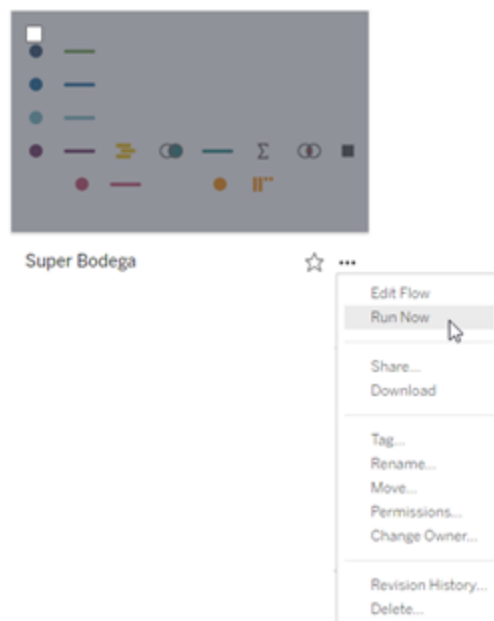 Super Bodega
Edit Flow
Run Now
Share...
Download
Tag...
Rename...
Move...
Permissions...
Change Owner...
Revision History...
Delete...